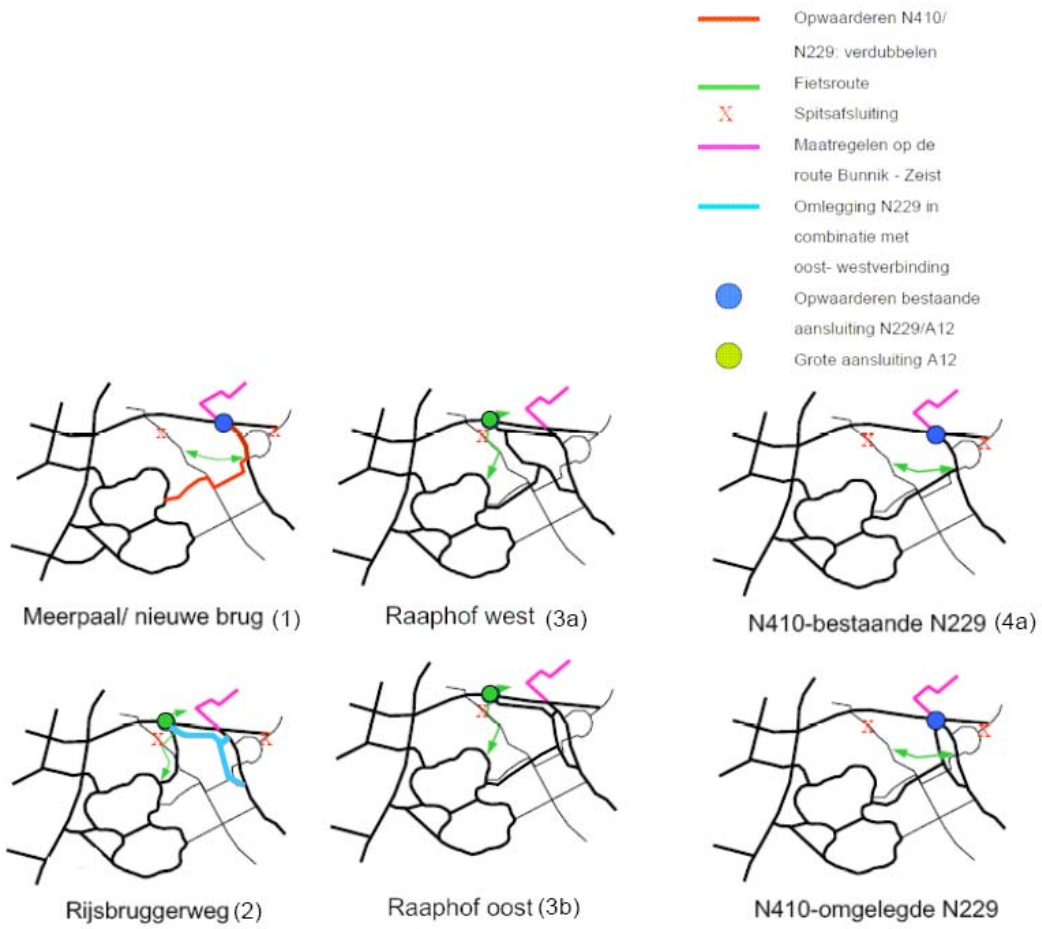 Opwaarderen N410/
N229: verdubbelen
Fietsroute
X Spitsafsluiting
Maatregelen op de
route Bunnik - Zeist
Omlegging N229 in
combinatie met
oost- westverbinding
Opwaarderen bestaande
aansluiting N229/A12
Grote aansluiting A12
X X
Meerpaal/ nieuwe brug (1)
X
Raaphof west (3a)
X X
N410-bestaande N229 (4a)
X X
Rijsbruggerweg (2)
X
Raaphof oost (3b)
X X
N410-omgelegde N229